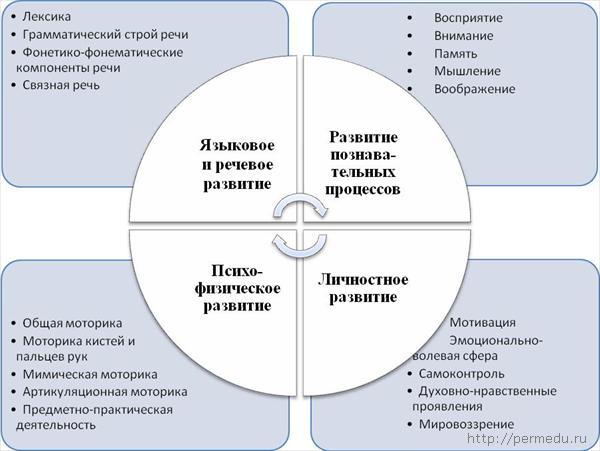 • Лексика
• Грамматический строй речи
• Фонетико-фонематические
компоненты речи
• Связная речь
• Восприятие
• Внимание
• Память
• Мышление
• Воображение
Языковое
и речевое
развитие
Развитие
познава-
тельных
процессов
Психо-
физическое
развитие
Личностное
развитие
• Общая моторика
• Моторика кистей и
пальцев рук
• Мимическая моторика
• Артикуляционная моторика
• Предметно-практическая
деятельность
Мотивация
Эмоционально-
волевая сфера
• Самоконтроль
• Духовно-нравственные
проявления
• Мировоззрение
http://permedu.ru